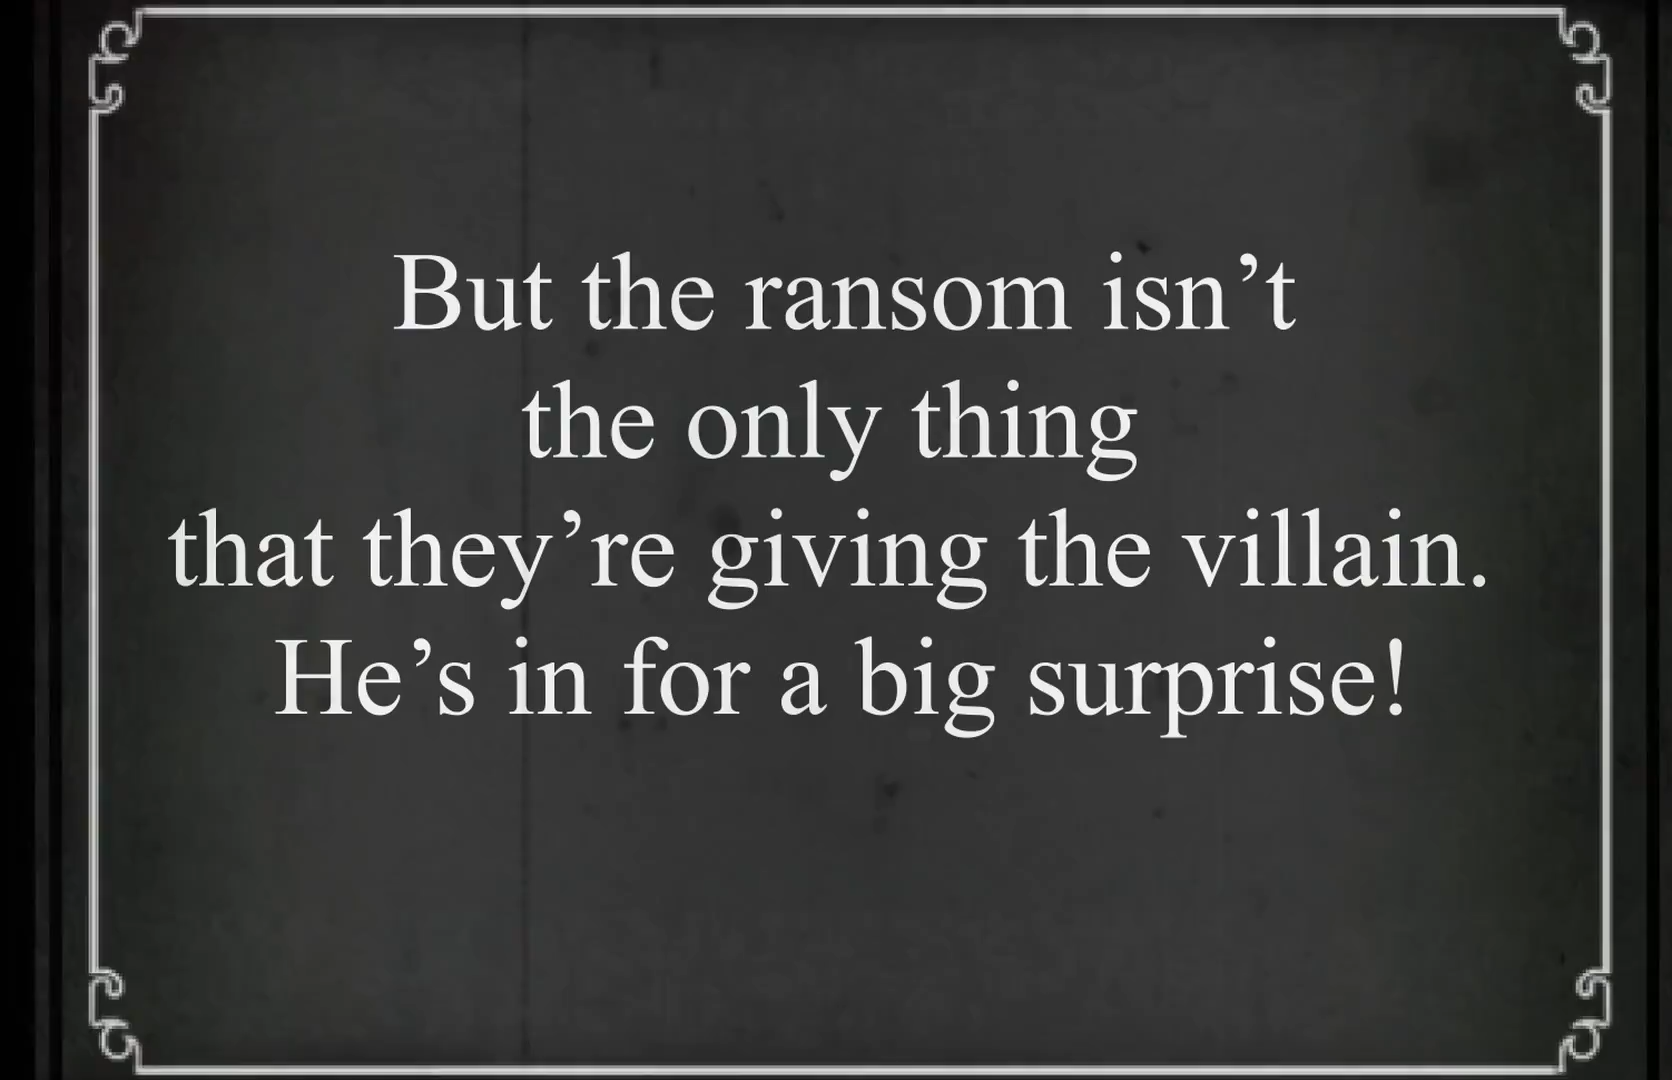 But the ransom isn’t
the only thing
that they’re giving the villain.
He’s in for a big surprise!